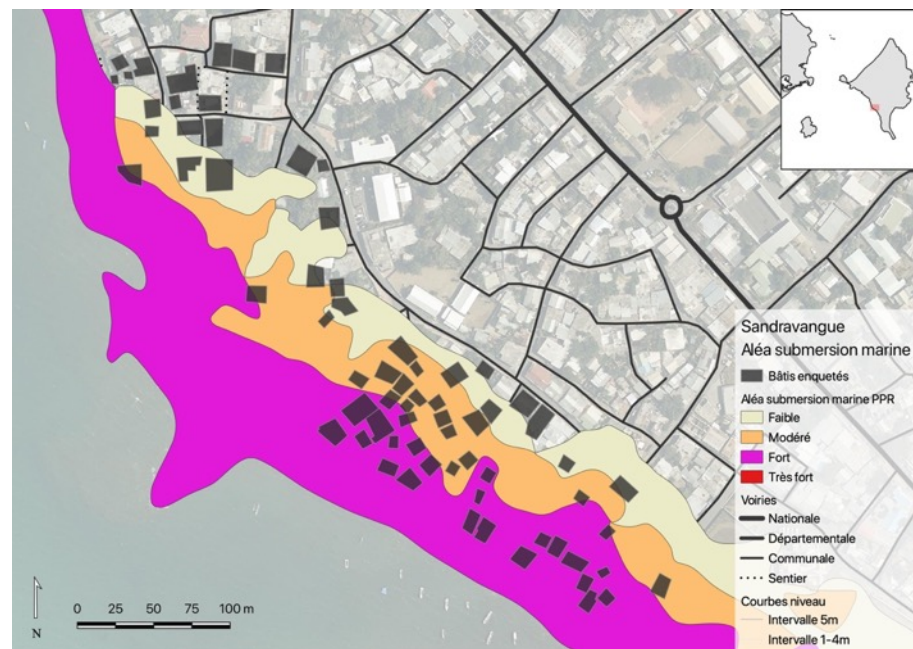 Sandravangue
Aléa submersion marine
Bâtis enquetés
Aléa submersion marine PPR
Faible
Modéré
Fort
Très fort
Voiries
Nationale
Départementale
Communale
Sentier
Courbes niveau
Intervalle 5m
Intervalle 1-4m
N
0 25 50 75 100 m